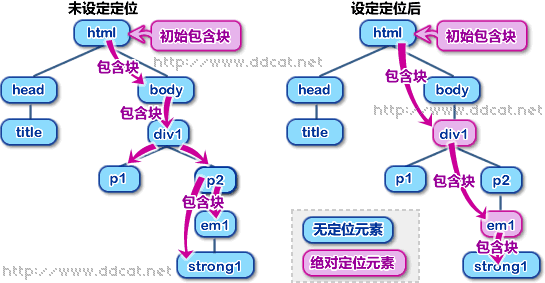 未设定定位
html
初始包含块
包含块
http://www.ddcat.net
head
body
包含块
title
div1
p1
p2
包含块
em1
strong1
http://www.ddcat.net
设定定位后
html
初始包含块
包含块
head
body
http://www.ddcat.net
title
div1
包含块
p1
p2
em1
包含块
strong1
无定位元素
绝对定位元素